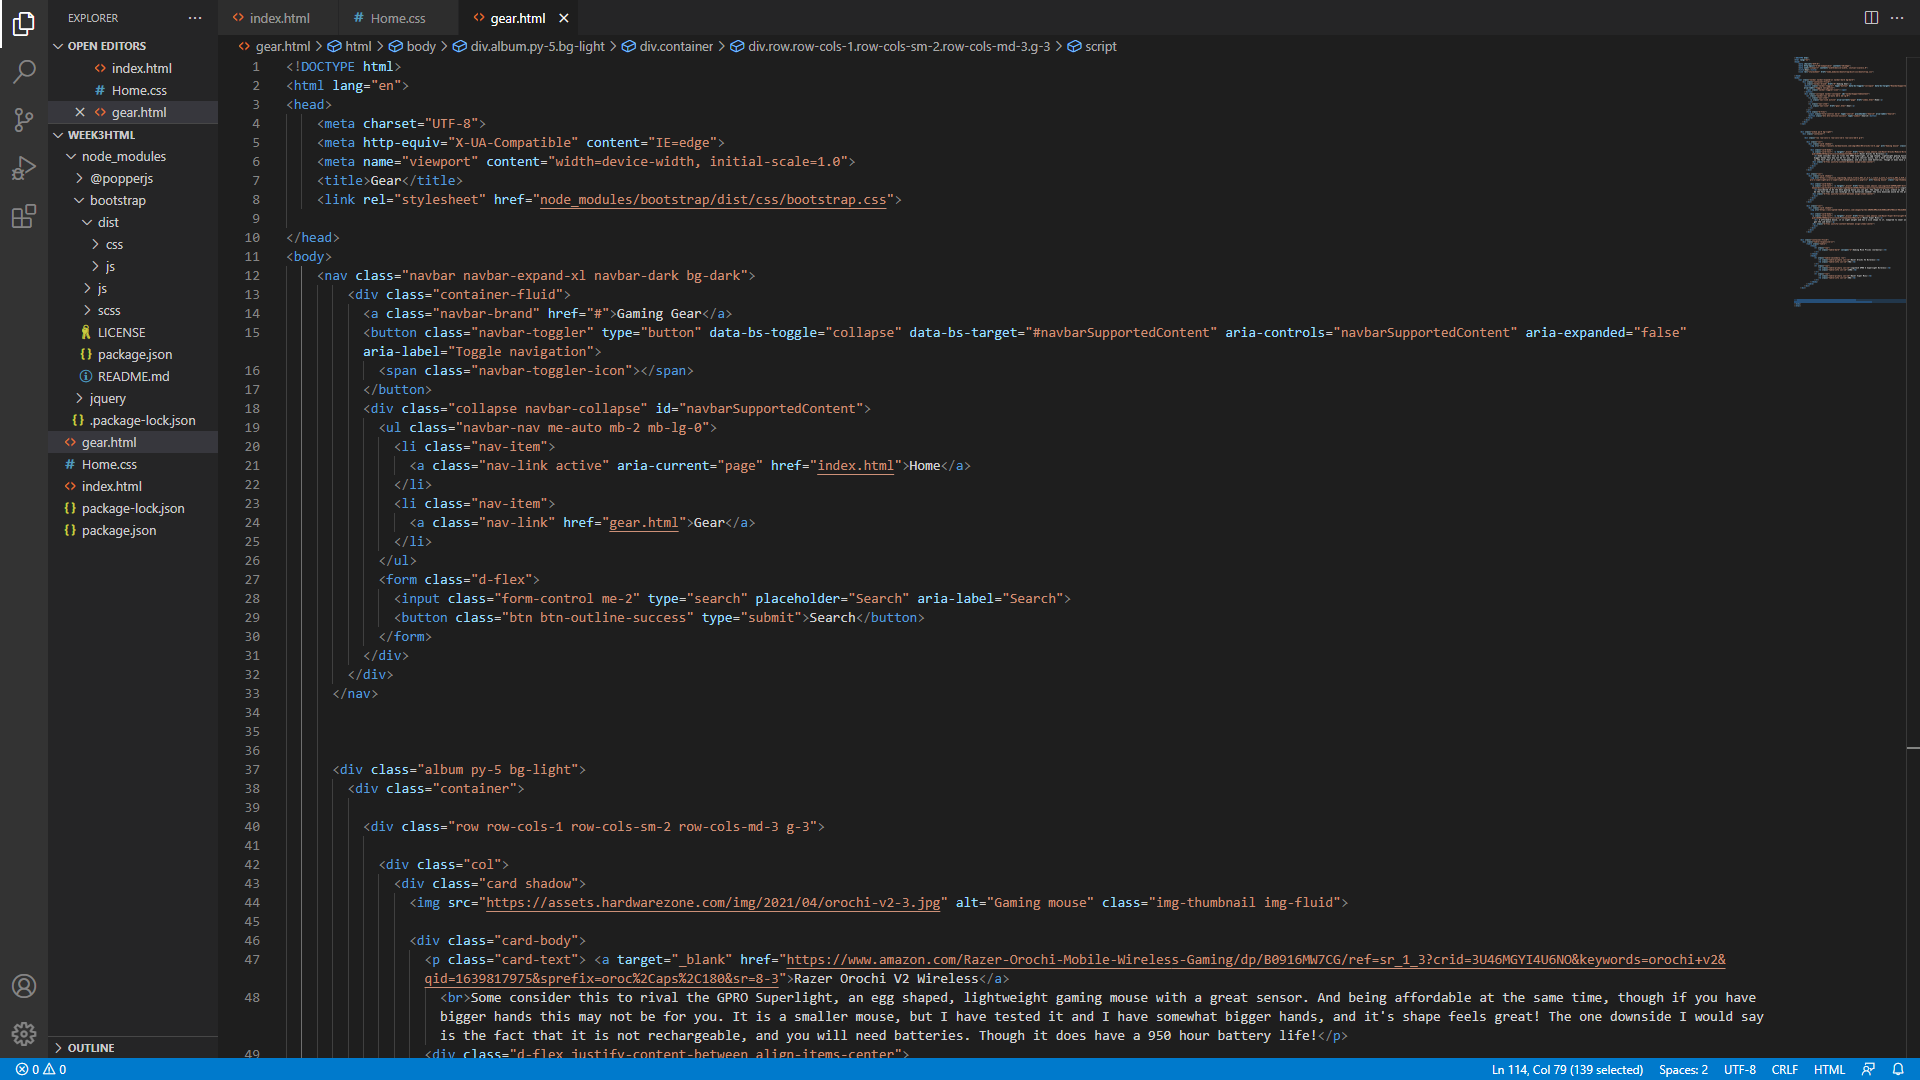 EXPLORER
OPEN EDITORS
index.html
Home.css
gear.html
WEEK3HTML
node_modules
@popperjs
bootstrap
dist
css
js
js
scss
LICENSE
package.json
README.md
jquery
.package-lock.json
gear.html
Home.css
index.html
package-lock.json
package.json
OUTLINE
index.html Home.css gear.html
gear.html > html > body > div.album.py-5.bg-light > div.container > div.row.row-cols-1.row-cols-sm-2.row-cols-md-3.g-3 > script
1 <!DOCTYPE html>
2 <html lang="en">
3 <head>
4 <meta charset="UTF-8">
5 <meta http-equiv="X-UA-Compatible" content="IE=edge">
6 <meta name="viewport" content="width=device-width, initial-scale=1.0">
7 <title>Gear</title>
8 <link rel="stylesheet" href="node_modules/bootstrap/dist/css/bootstrap.css">
9
10 </head>
11 <body>
12 <nav class="navbar navbar-expand-xl navbar-dark bg-dark">
13 <div class="container-fluid">
14 <a class="navbar-brand" href="#">Gaming Gear</a>
15 <button class="navbar-toggler" type="button" data-bs-toggle="collapse" data-bs-target="#navbarSupportedContent" aria-controls="navbarSupportedContent" aria-expanded="false"
aria-label="Toggle navigation">
16 <span class="navbar-toggler-icon"></span>
17 </button>
18 <div class="collapse navbar-collapse" id="navbarSupportedContent">
19 <ul class="navbar-nav me-auto mb-2 mb-lg-0">
20 <li class="nav-item">
21 <a class="nav-link active" aria-current="page" href="index.html">Home</a>
22 </li>
23 <li class="nav-item">
24 <a class="nav-link" href="gear.html">Gear</a>
25 </li>
26 </ul>
27 <form class="d-flex">
28 <input class="form-control me-2" type="search" placeholder="Search" aria-label="Search">
29 <button class="btn btn-outline-success" type="submit">Search</button>
30 </form>
31 </div>
32 </div>
33 </nav>
34
35
36
37 <div class="album py-5 bg-light">
38 <div class="container">
39
40 <div class="row row-cols-1 row-cols-sm-2 row-cols-md-3 g-3">
41
42 <div class="col">
43 <div class="card shadow">
44 <img src="https://assets.hardwarezone.com/img/2021/04/orochi-v2-3.jpg" alt="Gaming mouse" class="img-thumbnail img-fluid">
45
46 <div class="card-body">
47 <p class="card-text"> <a target="_blank" href="https://www.amazon.com/Razer-Orochi-Mobile-Wireless-Gaming/dp/B0916MW7CG/ref=sr_1_3?crid=3U46MGYI4U6NO&keywords=orochi+v2&
qid=1639817975&sprefix=oroc%2Caps%2C180&sr=8-3">Razer Orochi V2 Wireless</a>
48 <br>Some consider this to rival the GPRO Superlight, an egg shaped, lightweight gaming mouse with a great sensor. And being affordable at the same time, though if you have
bigger hands this may not be for you. It is a smaller mouse, but I have tested it and I have somewhat bigger hands, and it's shape feels great! The one downside I would say
is the fact that it is not rechargeable, and you will need batteries. Though it does have a 950 hour battery life!</p>
49 <div class="d-flex justify-content-between align-items-center">
0 0 Ln 114, Col 79 (139 selected) Spaces: 2 UTF-8 CRLF HTML